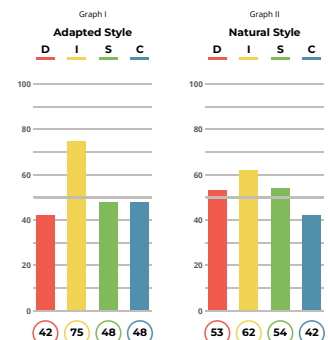 Graph I
Adapted Style
D I S C
100
80
60
40
20
0
42 75 48 48
Graph II
Natural Style
D I S C
100
80
60
40
20
0
53 62 54 42